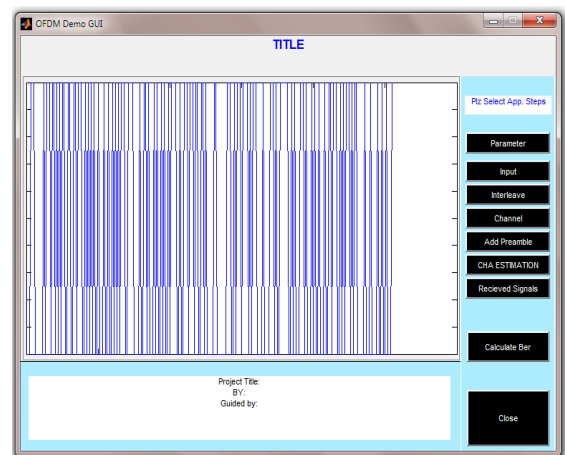 OFDM Demo GUI
TITLE
Plz Select App. Steps
Parameter
Input
Interleave
Channel
Add Preamble
CHA ESTIMATION
Recieved Signals
Calculate Ber
Close
Project Title:
BY:
Guided by: